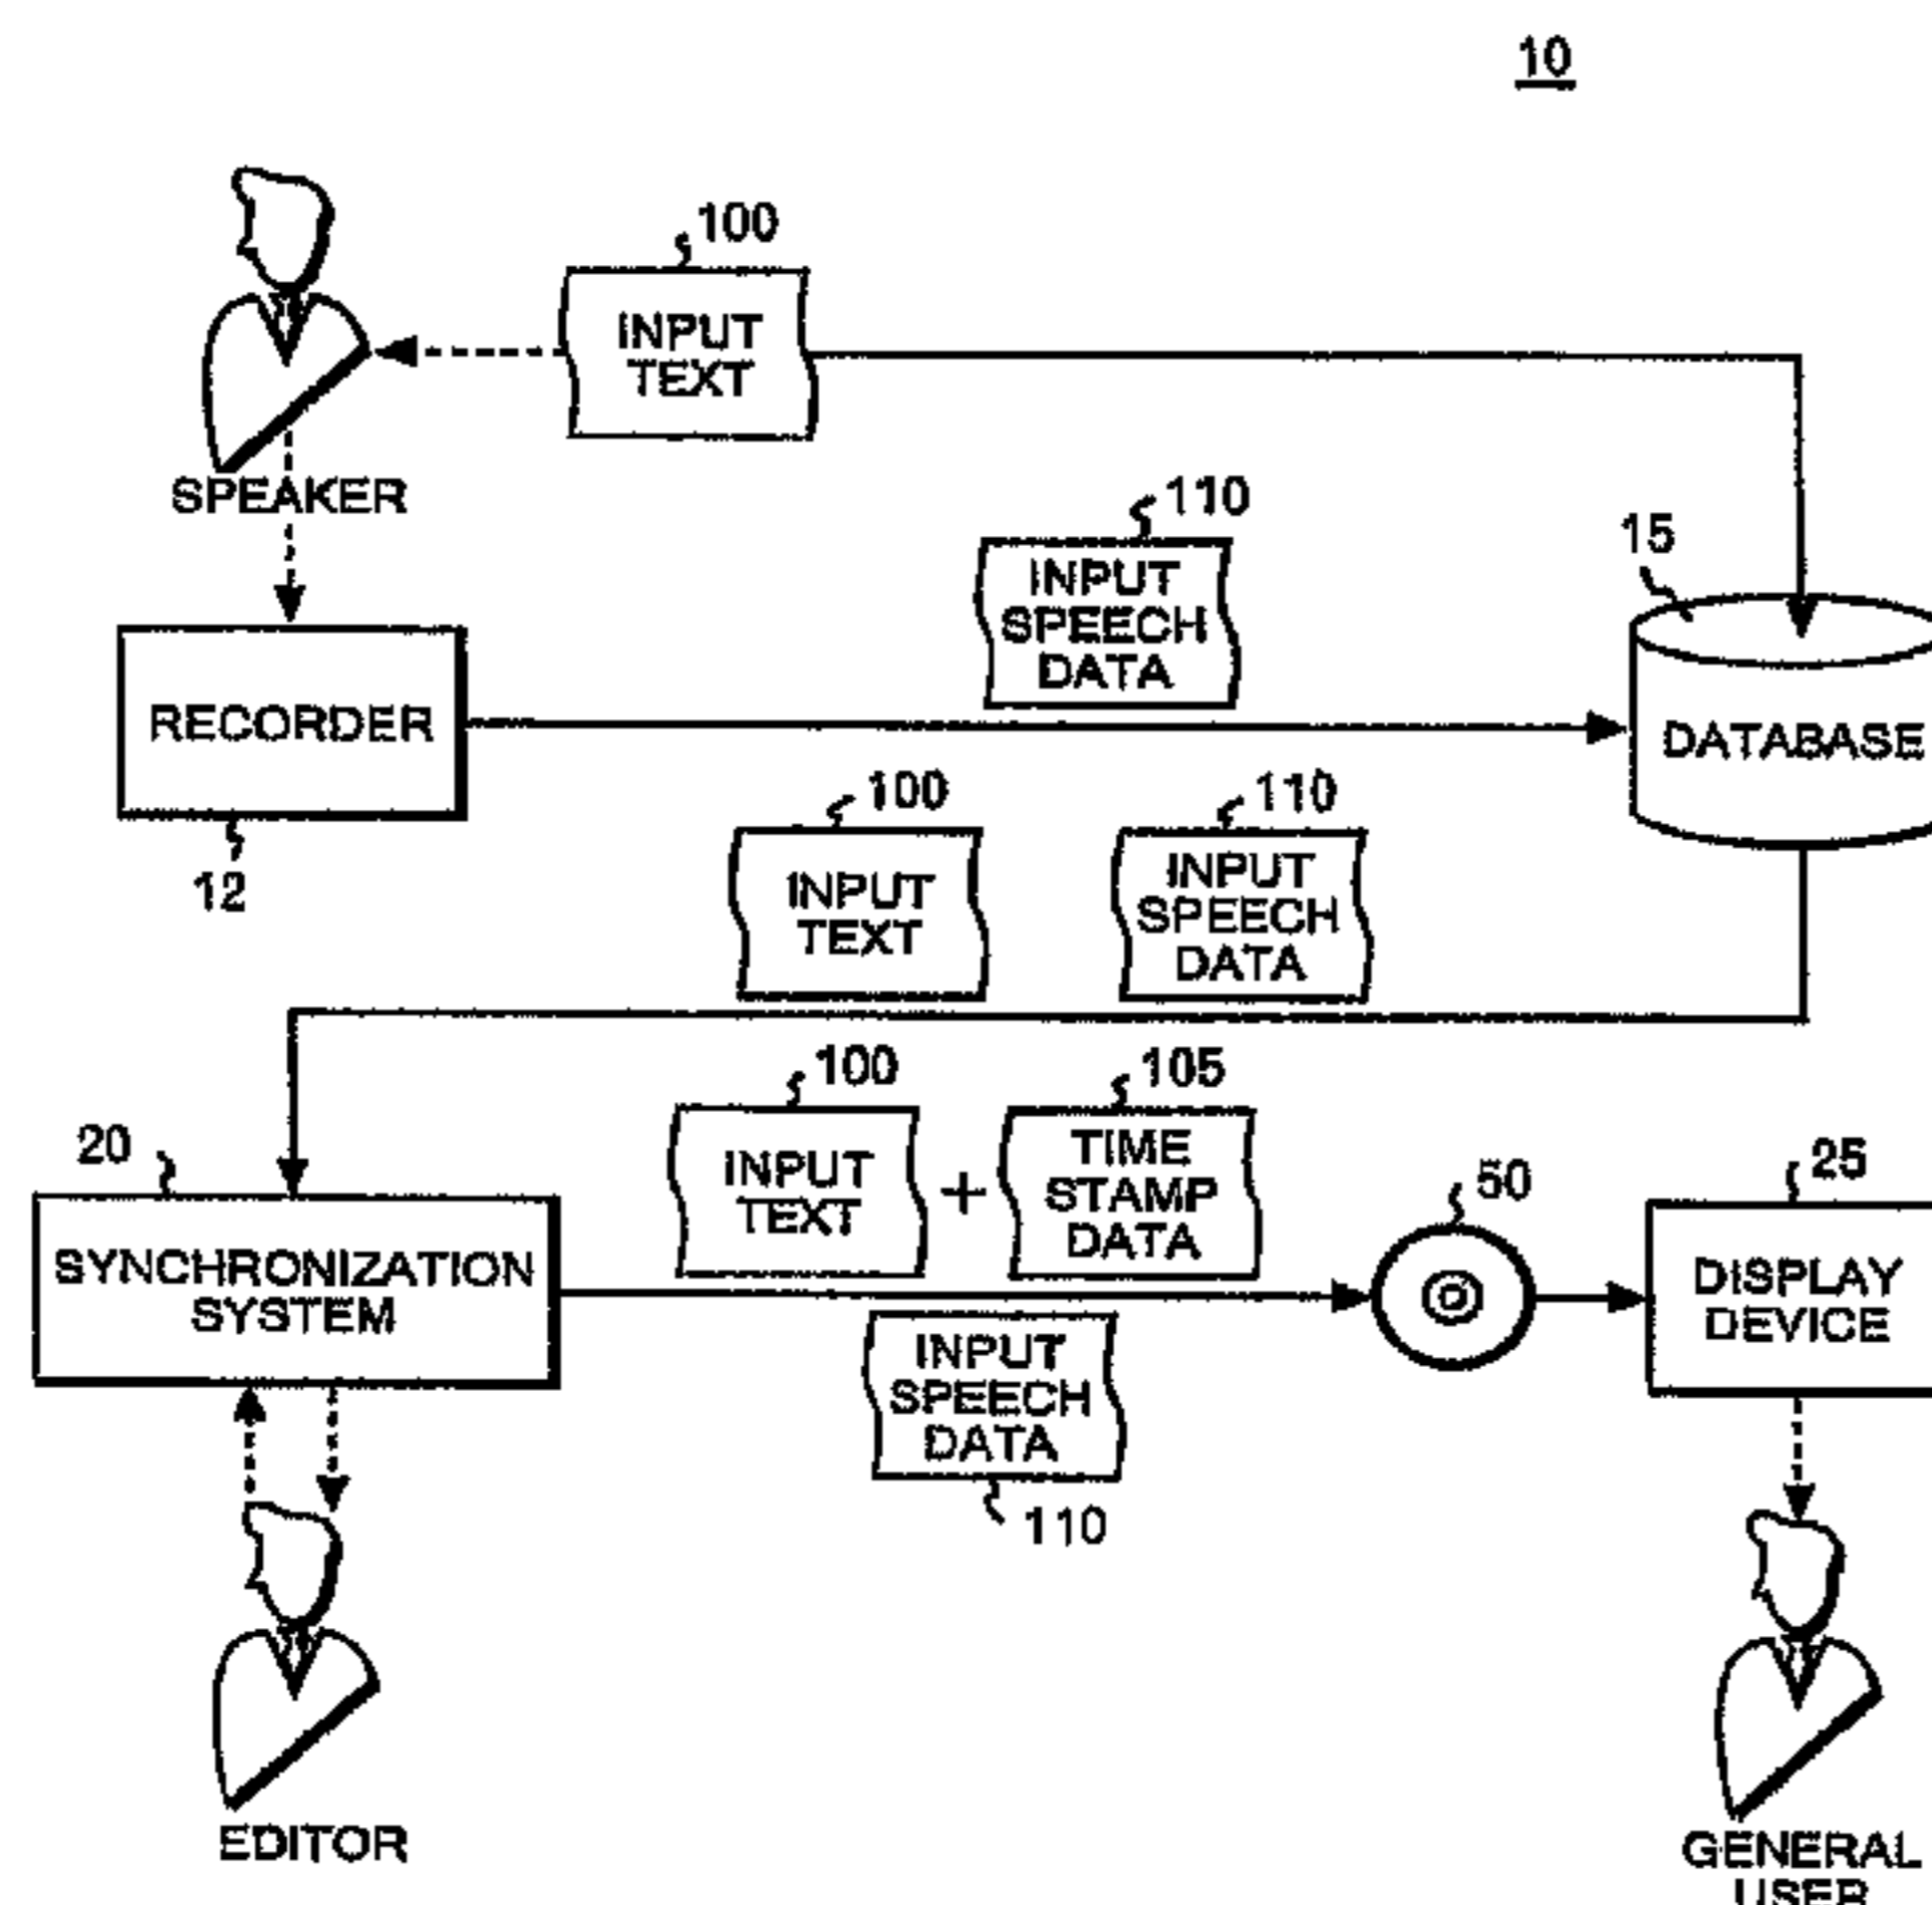 10
100
INPUT
TEXT
SPEAKER
110
INPUT
SPEECH
DATA
15
RECORDER
DATABASE
12
100
INPUT
TEXT
110
INPUT
SPEECH
DATA
20
SYNCHRONIZATION
SYSTEM
100
INPUT
TEXT
+
105
TIME
STAMP
DATA
50
25
DISPLAY
DEVICE
INPUT
SPEECH
DATA
110
EDITOR
GENERAL
USER